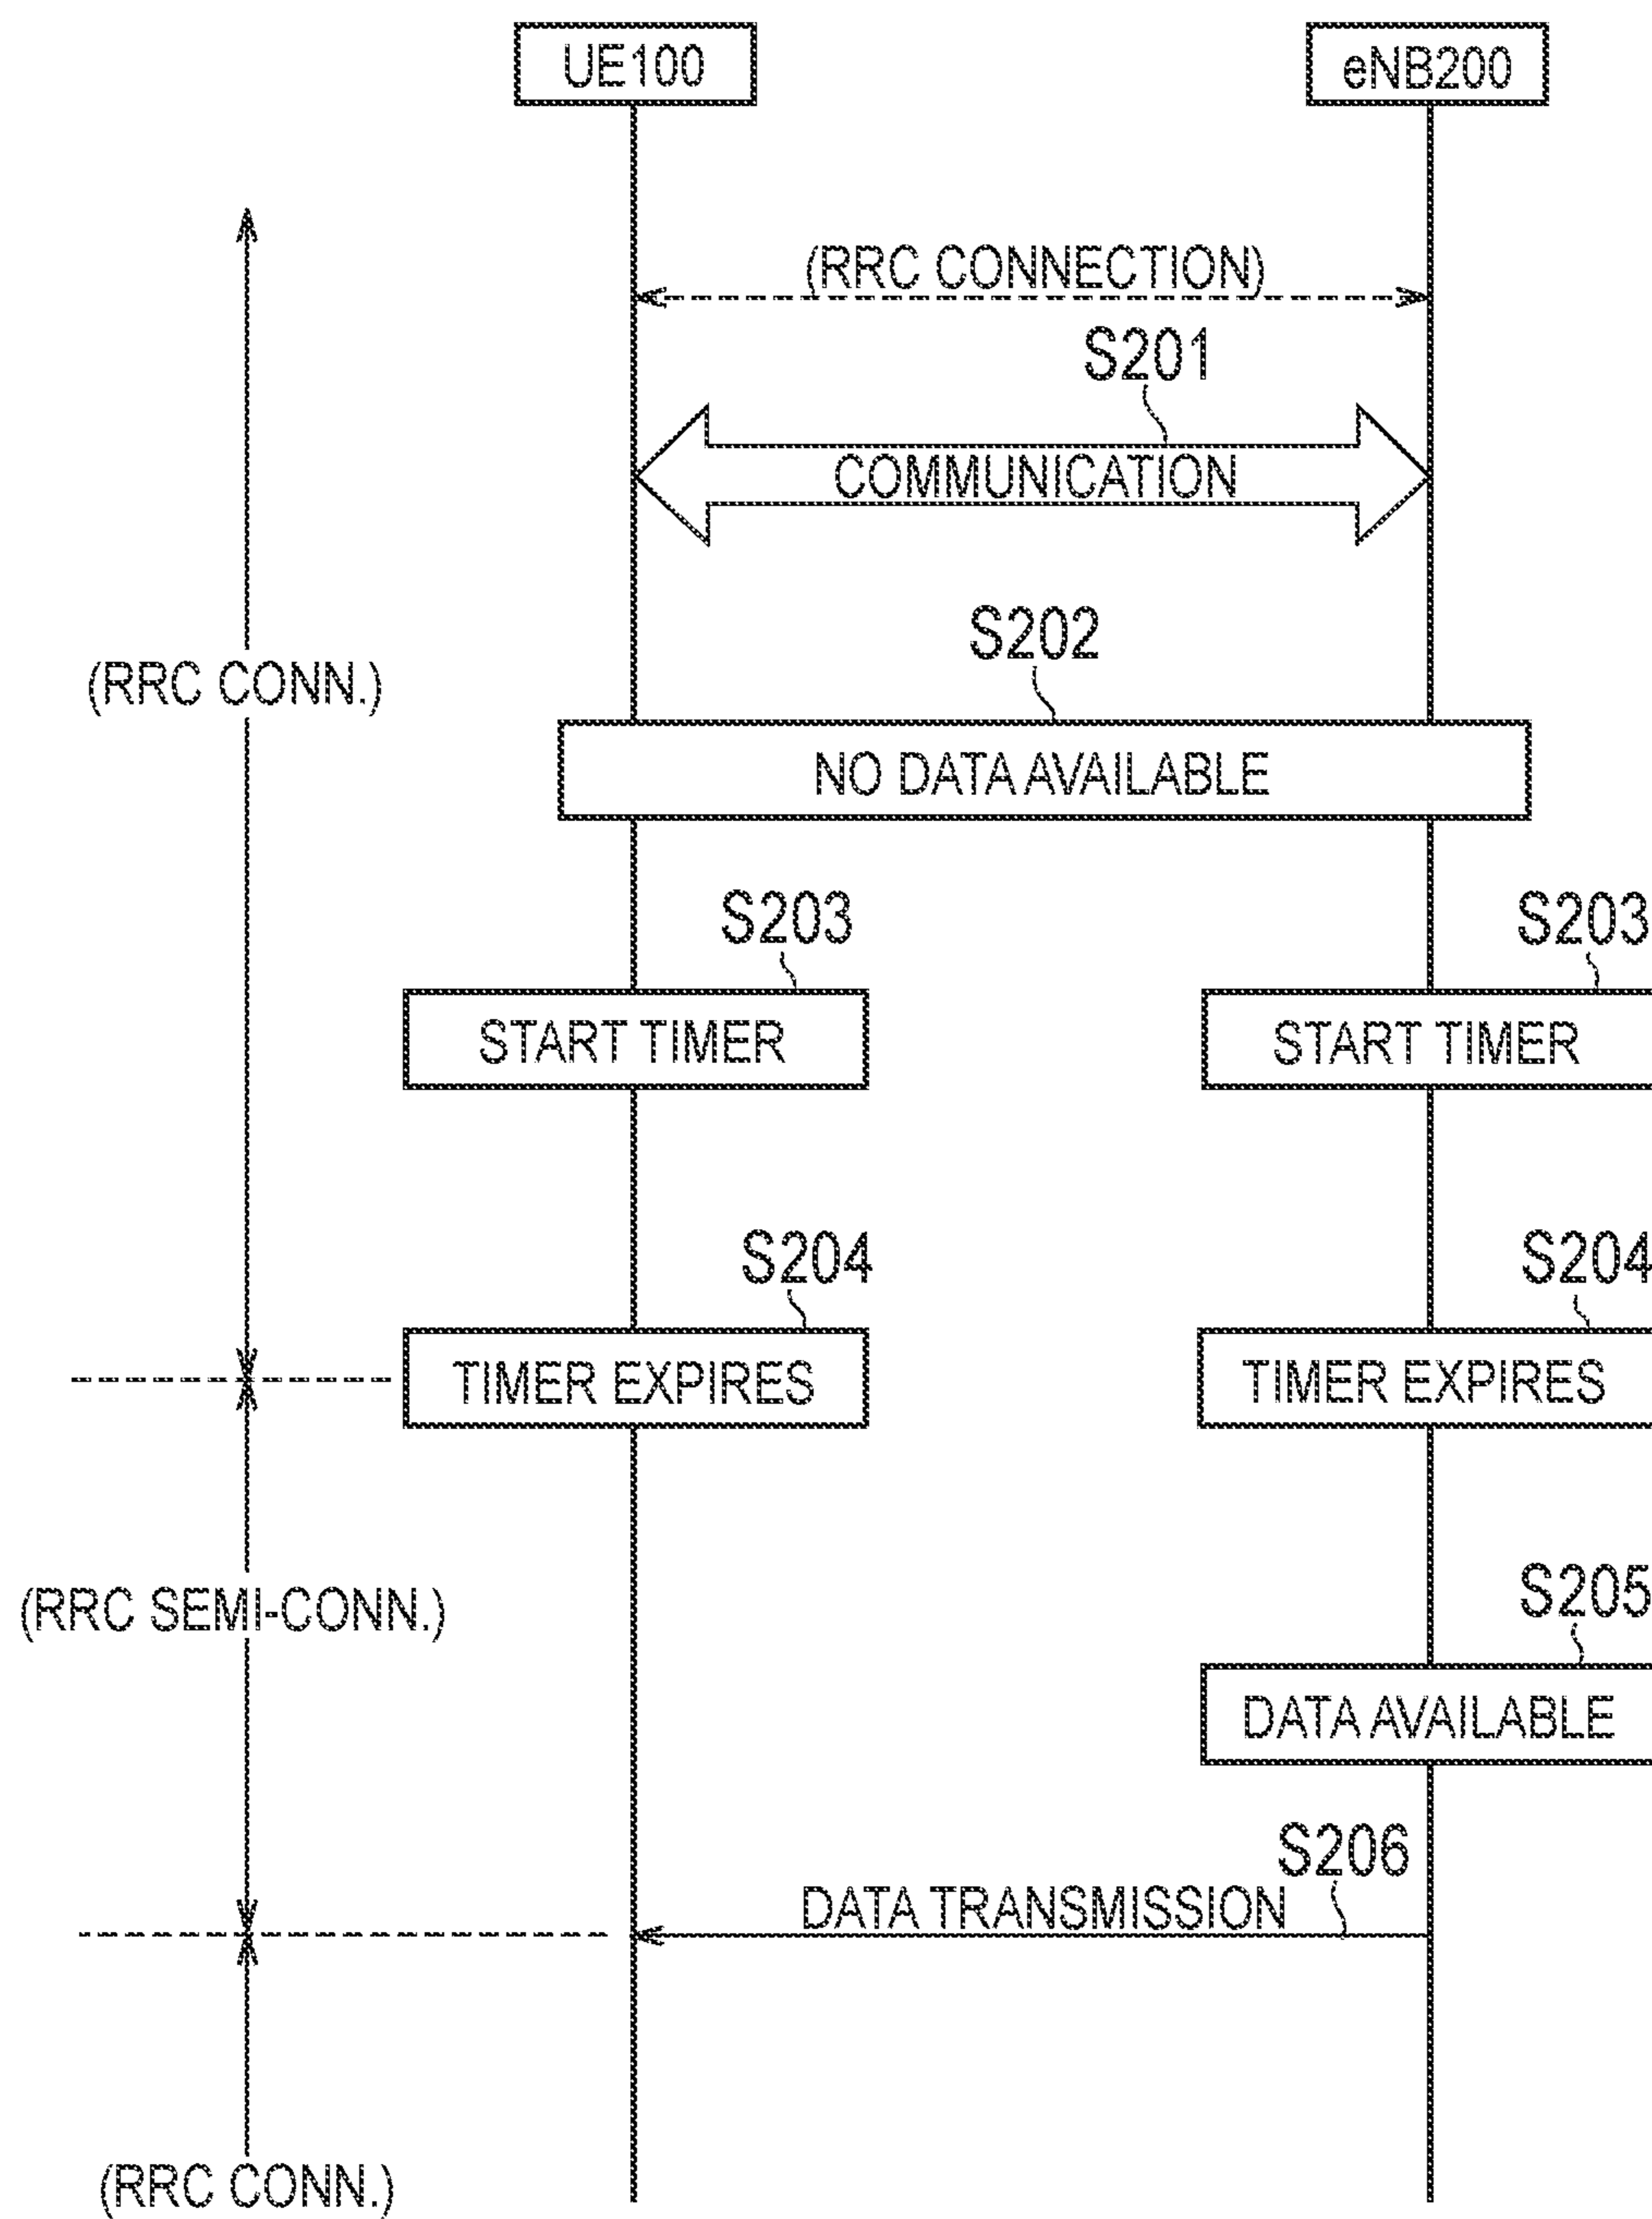 UE100
eNB200
(RRC CONNECTION)
S201
COMMUNICATION
S202
(RRC CONN.)
NO DATA AVAILABLE
S203
S203
START TIMER
START TIMER
S204
S204
TIMER EXPIRES
TIMER EXPIRES
(RRC SEMI-CONN.)
S205
DATA AVAILABLE
S206
DATA TRANSMISSION
(RRC CONN.)